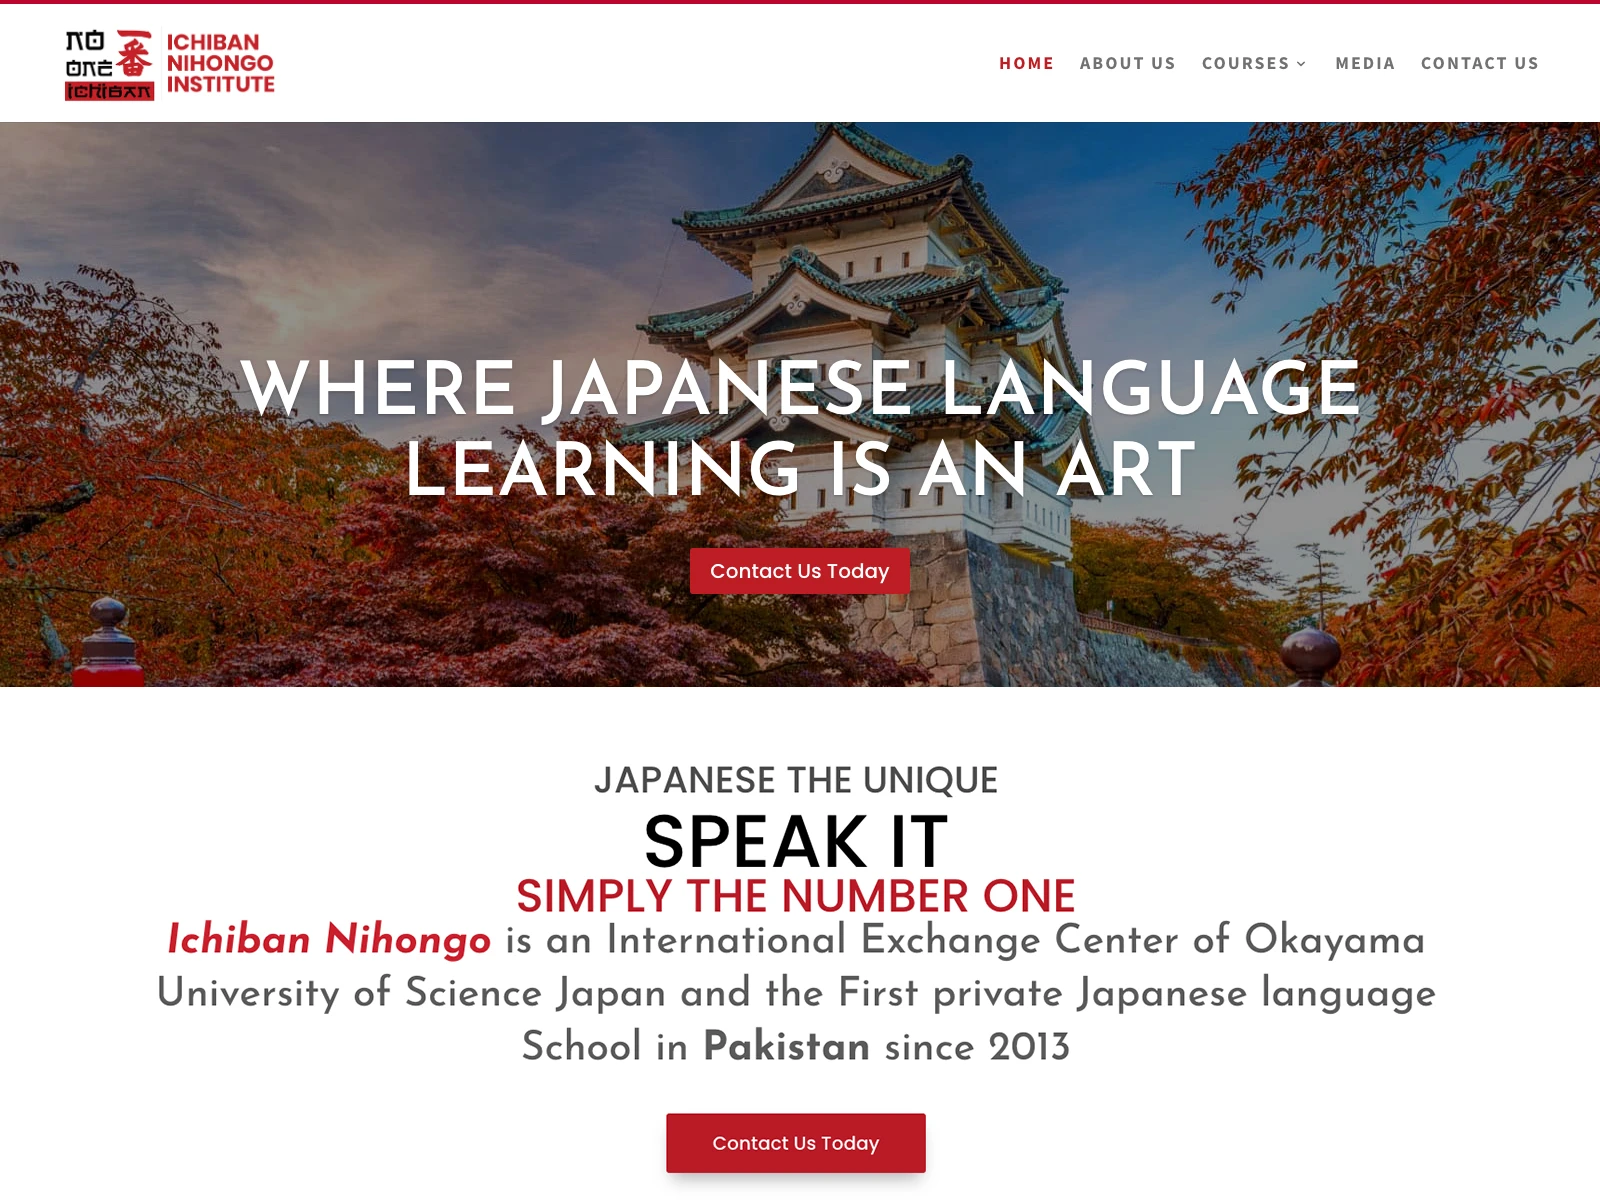 NO
ONE
一番
ICHIBAN
ICHIBAN
NIHONGO
INSTITUTE
HOME ABOUT US COURSES MEDIA CONTACT US
WHERE JAPANESE LANGUAGE
LEARNING IS AN ART
Contact Us Today
JAPANESE THE UNIQUE
SPEAK IT
SIMPLY THE NUMBER ONE
Ichiban Nihongo is an International Exchange Center of Okayama
University of Science Japan and the First private Japanese language
School in Pakistan since 2013
Contact Us Today